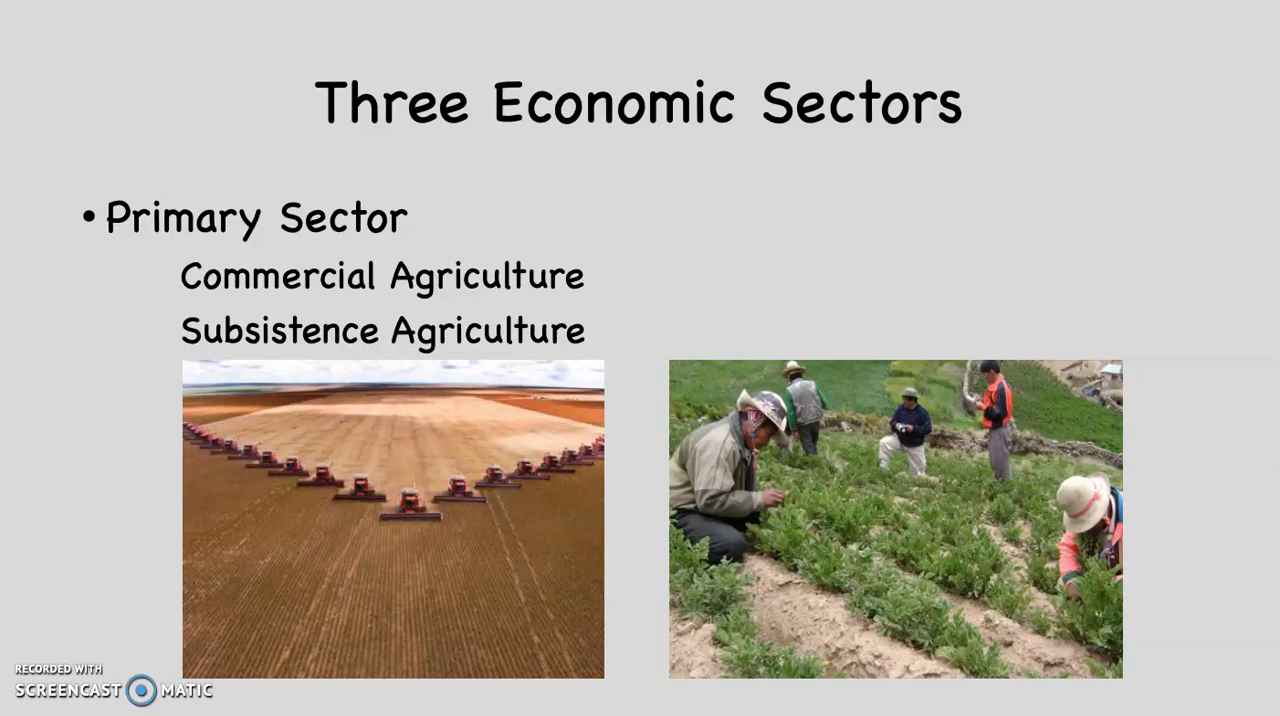 Three Economic Sectors
• Primary Sector
Commercial Agriculture
Subsistence Agriculture
RECORDED WITH
SCREENCAST MATIC